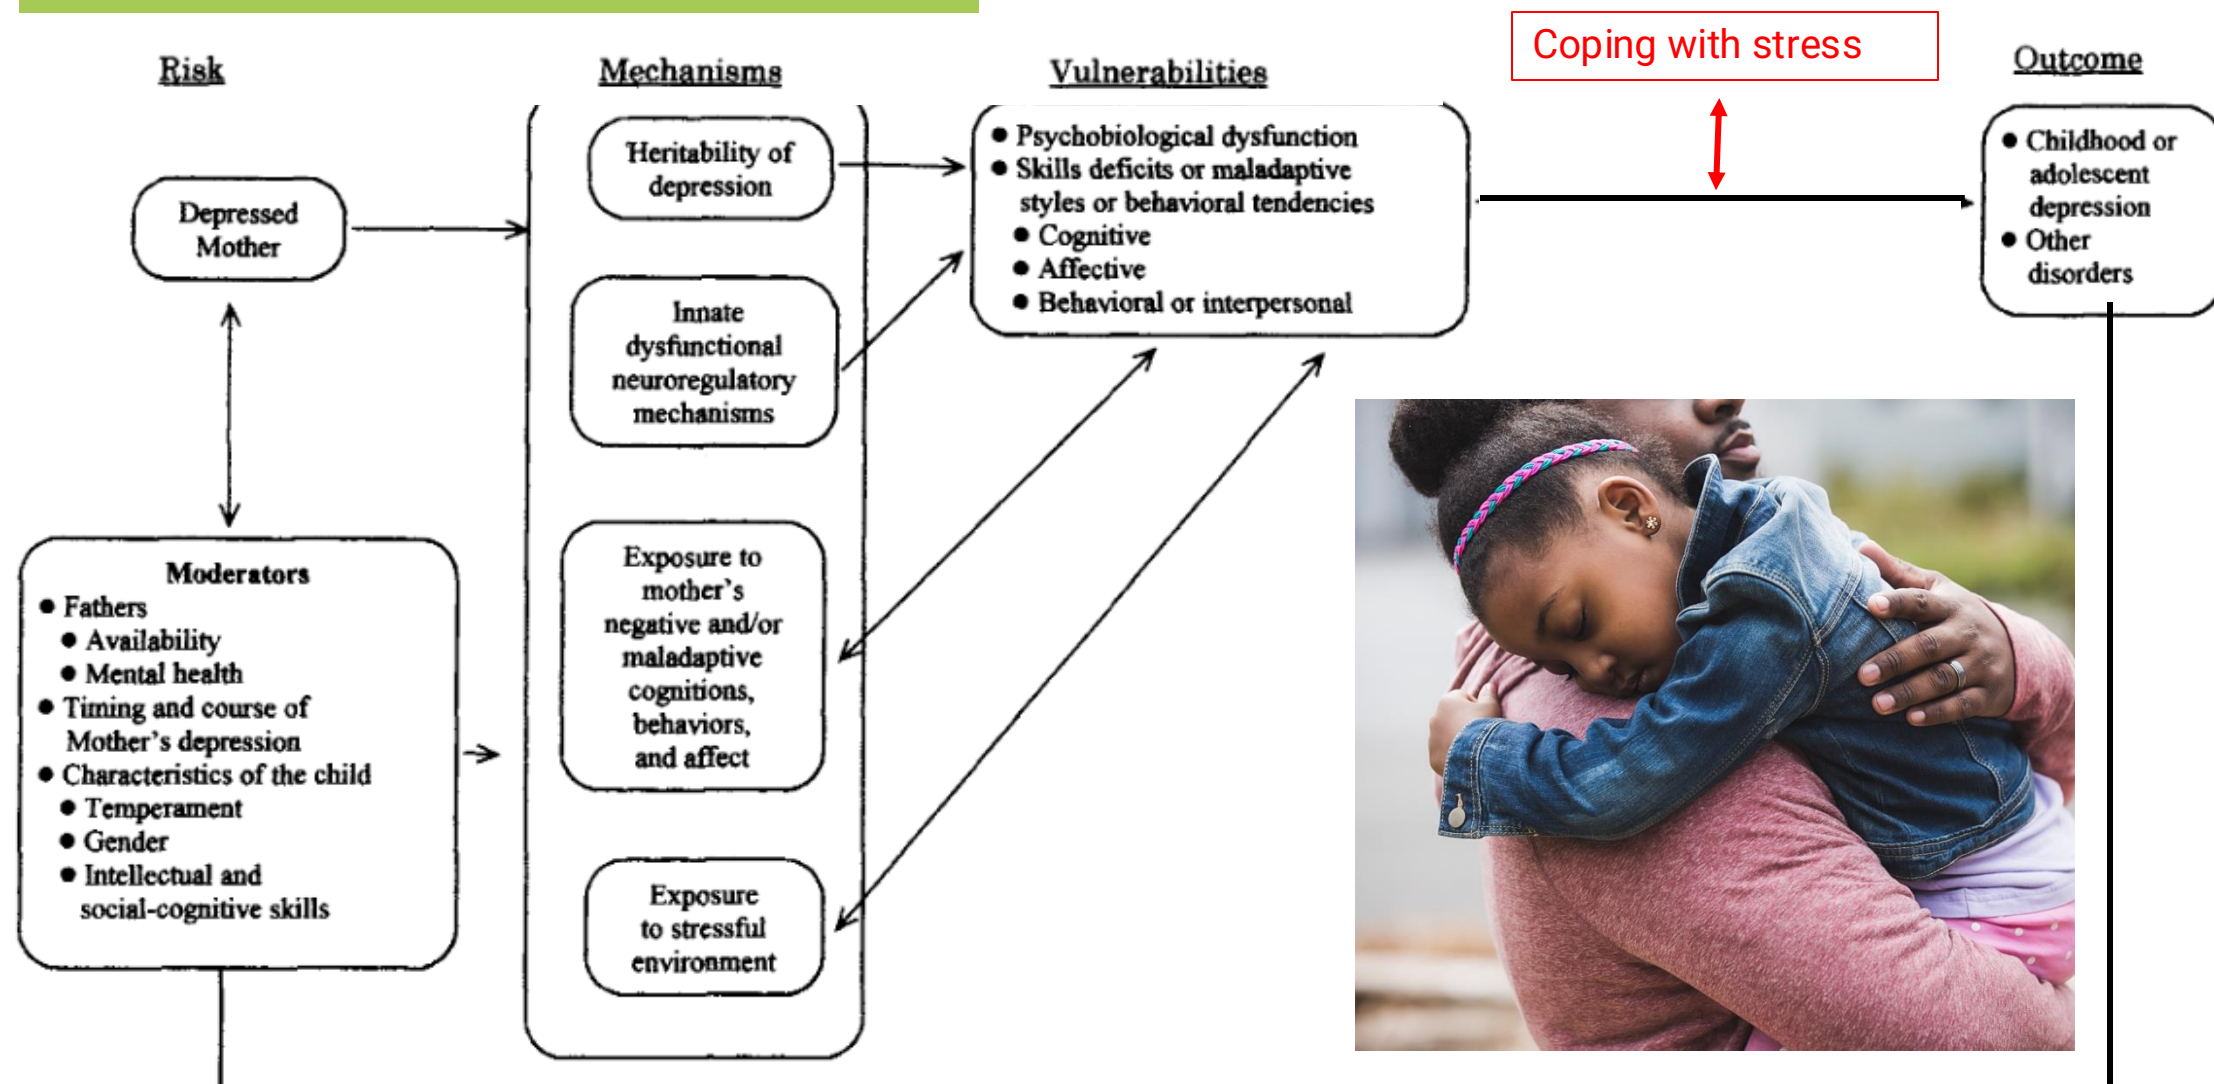 Risk
Mechanisms
Vulnerabilities
Coping with stress
Outcome
Depressed
Mother
Moderators
● Fathers
● Availability
● Mental health
● Timing and course of
Mother's depression
● Characteristics of the child
● Temperament
● Gender
● Intellectual and
social-cognitive skills
Heritability of
depression
Innate
dysfunctional
neuroregulatory
mechanisms
Exposure to
mother's
negative and/or
maladaptive
cognitions,
behaviors,
and affect
Exposure
to stressful
environment
● Psychobiological dysfunction
● Skills deficits or maladaptive
styles or behavioral tendencies
● Cognitive
● Affective
● Behavioral or interpersonal
● Childhood or
adolescent
depression
● Other
disorders